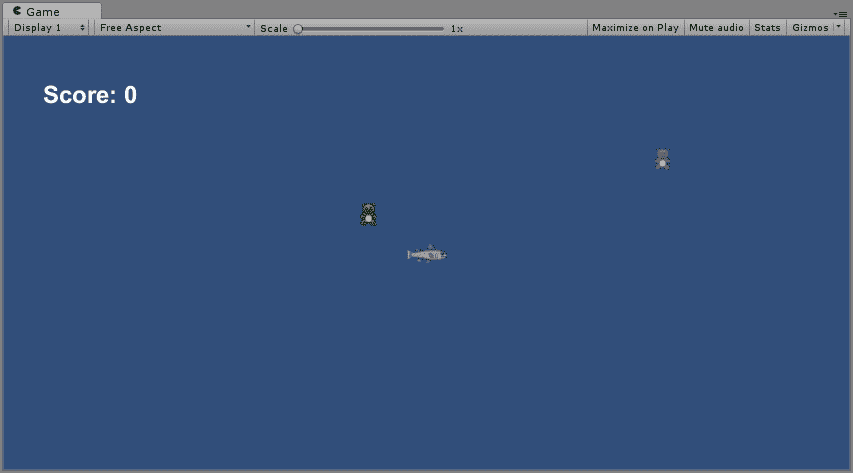 Game
Display 1 Free Aspect Scale 1x Maximize on Play Mute audio Stats Gizmos
Score: 0